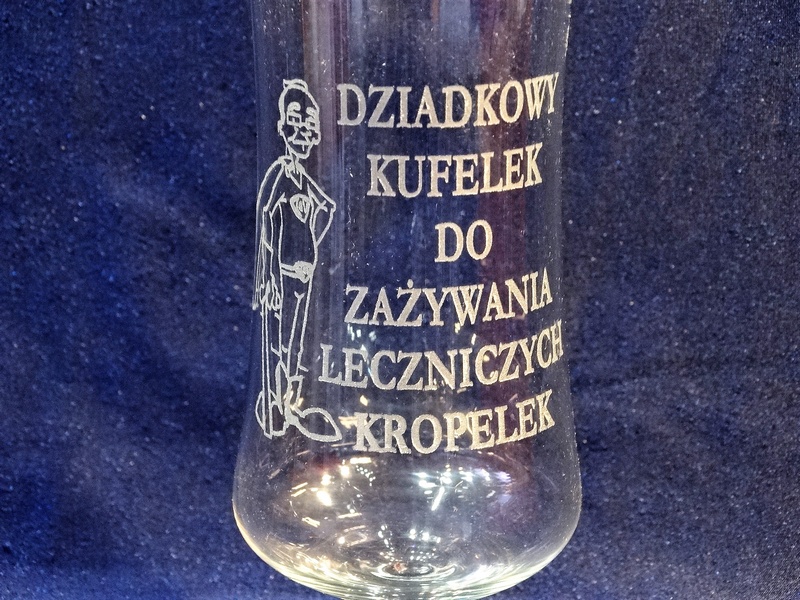 DZIADKOWY
KUFELEK
DO
ZAŻYWANIA
LECZNICZYCH
KROPELEK